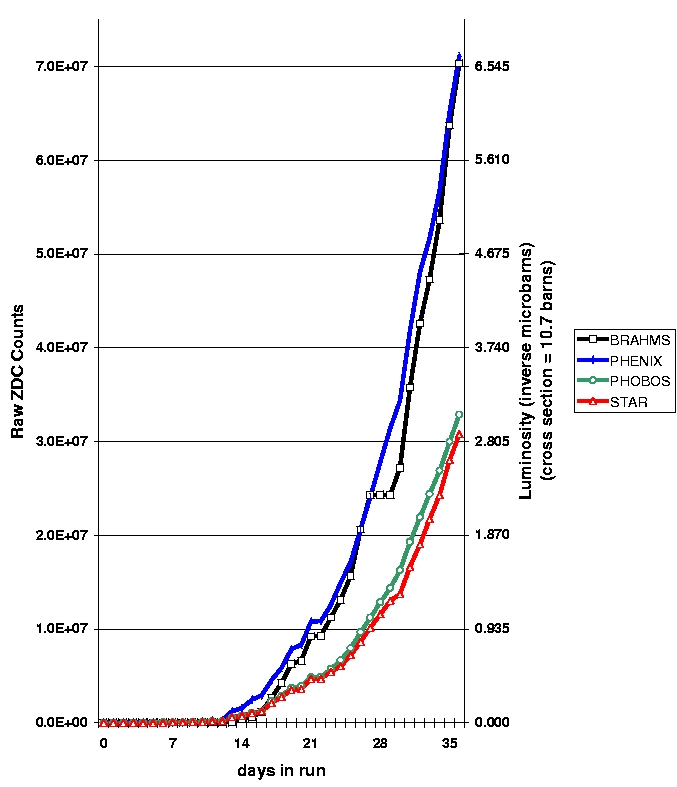 7.0E+07
6.0E+07
5.0E+07
4.0E+07
3.0E+07
2.0E+07
1.0E+07
0.0E+00
Raw ZDC Counts
6.545
5.610
4.675
3.740
2.805
1.870
0.935
0.000
Luminosity (inverse microbarns)
(cross section = 10.7 barns)
0 7 14 21 28 35
days in run
BRAHMS
PHENIX
PHOBOS
STAR